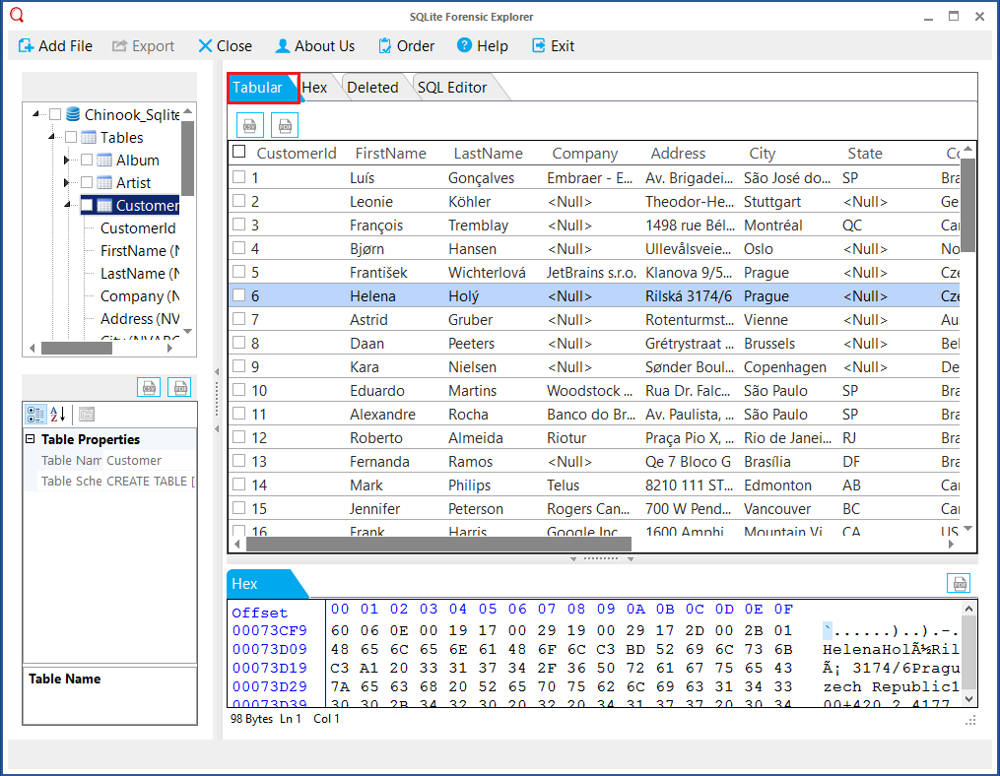 SQLite Forensic Explorer
Add File Export Close About Us Order Help Exit
Chinook_Sqlite
Tables
Album
Artist
Customer
CustomerId
FirstName (N
LastName (N
Company (N
Address (NV
Table Properties
Table Nam Customer
Table Sche CREATE TABLE [
Table Name
Tabular Hex Deleted SQL Editor
CSV PDF
CustomerId FirstName LastName Company Address City State Co
1 Luís Gonçalves Embraer - E... Av. Brigadei... São José do... SP Bra
2 Leonie Köhler <Null> Theodor-He... Stuttgart <Null> Ge
3 François Tremblay <Null> 1498 rue Bél... Montréal QC Car
4 Bjørn Hansen <Null> Ullevålsveie... Oslo <Null> No
5 František Wichterlová JetBrains s.r.o. Klanova 9/5... Prague <Null> Cze
6 Helena Holý <Null> Rilská 3174/6 Prague <Null> Cze
7 Astrid Gruber <Null> Rotenturmst... Vienne <Null> Au
8 Daan Peeters <Null> Grétrystraat ... Brussels <Null> Bel
9 Kara Nielsen <Null> Sønder Boul... Copenhagen <Null> De
10 Eduardo Martins Woodstock ... Rua Dr. Falc... São Paulo SP Bra
11 Alexandre Rocha Banco do Br... Av. Paulista, ... São Paulo SP Bra
12 Roberto Almeida Riotur Praça Pio X, ... Rio de Janei... RJ Bra
13 Fernanda Ramos <Null> Qe 7 Bloco G Brasília DF Bra
14 Mark Philips Telus 8210 111 ST... Edmonton AB Car
15 Jennifer Peterson Rogers Can... 700 W Pend... Vancouver BC Car
16 Frank Harris Google Inc. 1600 Amphi Mountain Vi CA US
Hex
Offset 00 01 02 03 04 05 06 07 08 09 0A 0B 0C 0D 0E 0F
00073CF9 60 06 0E 00 19 17 00 29 19 00 29 17 2D 00 2B 01 `......)..).-.
00073D09 48 65 6C 65 6E 61 48 6F 6C C3 BD 52 69 6C 73 6B HelenaHolÃ½Ril
00073D19 C3 A1 20 33 31 37 34 2F 36 50 72 61 67 75 65 43 Ã¡ 3174/6Pragu
00073D29 7A 65 63 68 20 52 65 70 75 62 6C 69 63 31 34 33 zech Republic1
00073D39 30 30 2B 34 32 30 20 32 20 34 31 37 37 20 30 34 00+420 2 4177
98 Bytes Ln 1 Col 1